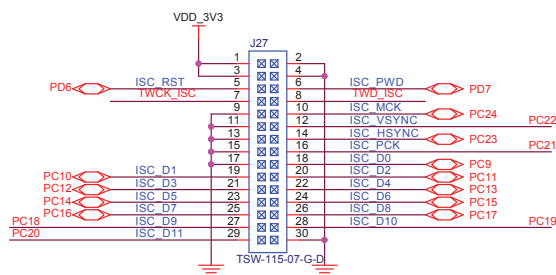 VDD_3V3
J27
1 2
3 4
PD6 ISC_RST 5 6 ISC_PWD PD7
TWCK_ISC 7 8 TWD_ISC
9 10 ISC_MCK PC24
11 12 ISC_VSYNC PC22
13 14 ISC_HSYNC PC23
15 16 ISC_PCK PC21
17 18 ISC_D0 PC9
PC10 ISC_D1 19 20 ISC_D2 PC11
PC12 ISC_D3 21 22 ISC_D4 PC13
PC14 ISC_D5 23 24 ISC_D6 PC15
PC16 ISC_D7 25 26 ISC_D8 PC17
PC18 ISC_D9 27 28 ISC_D10 PC19
PC20 ISC_D11 29 30
TSW-115-07-G-D